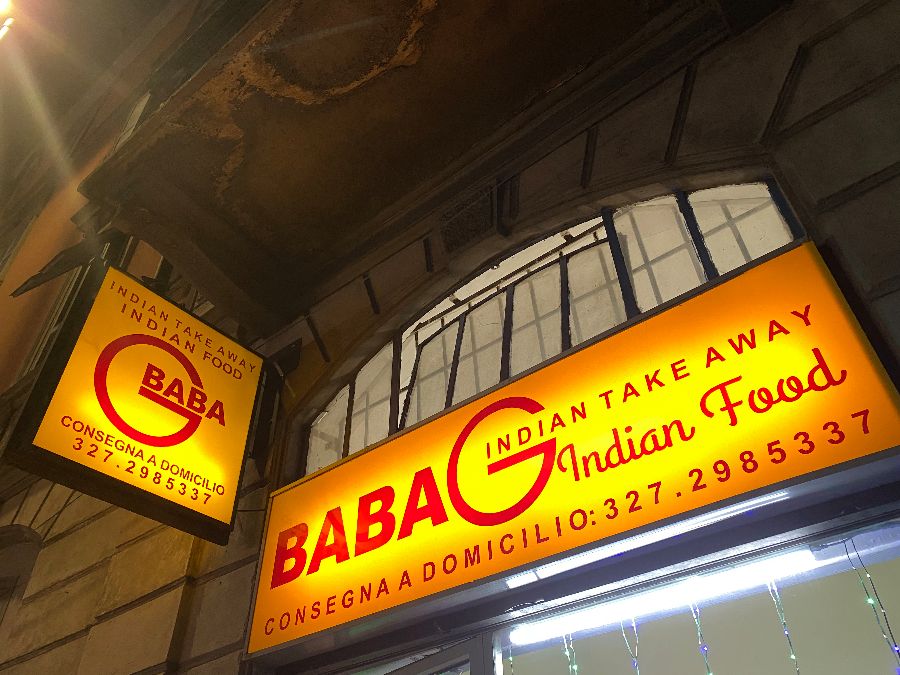 INDIAN TAKE AWAY
INDIAN FOOD
G BABA
CONSEGNA A DOMICILIO
327.2985337
BABA G INDIAN TAKE AWAY
Indian Food
CONSEGNA A DOMICILIO: 327.2985337